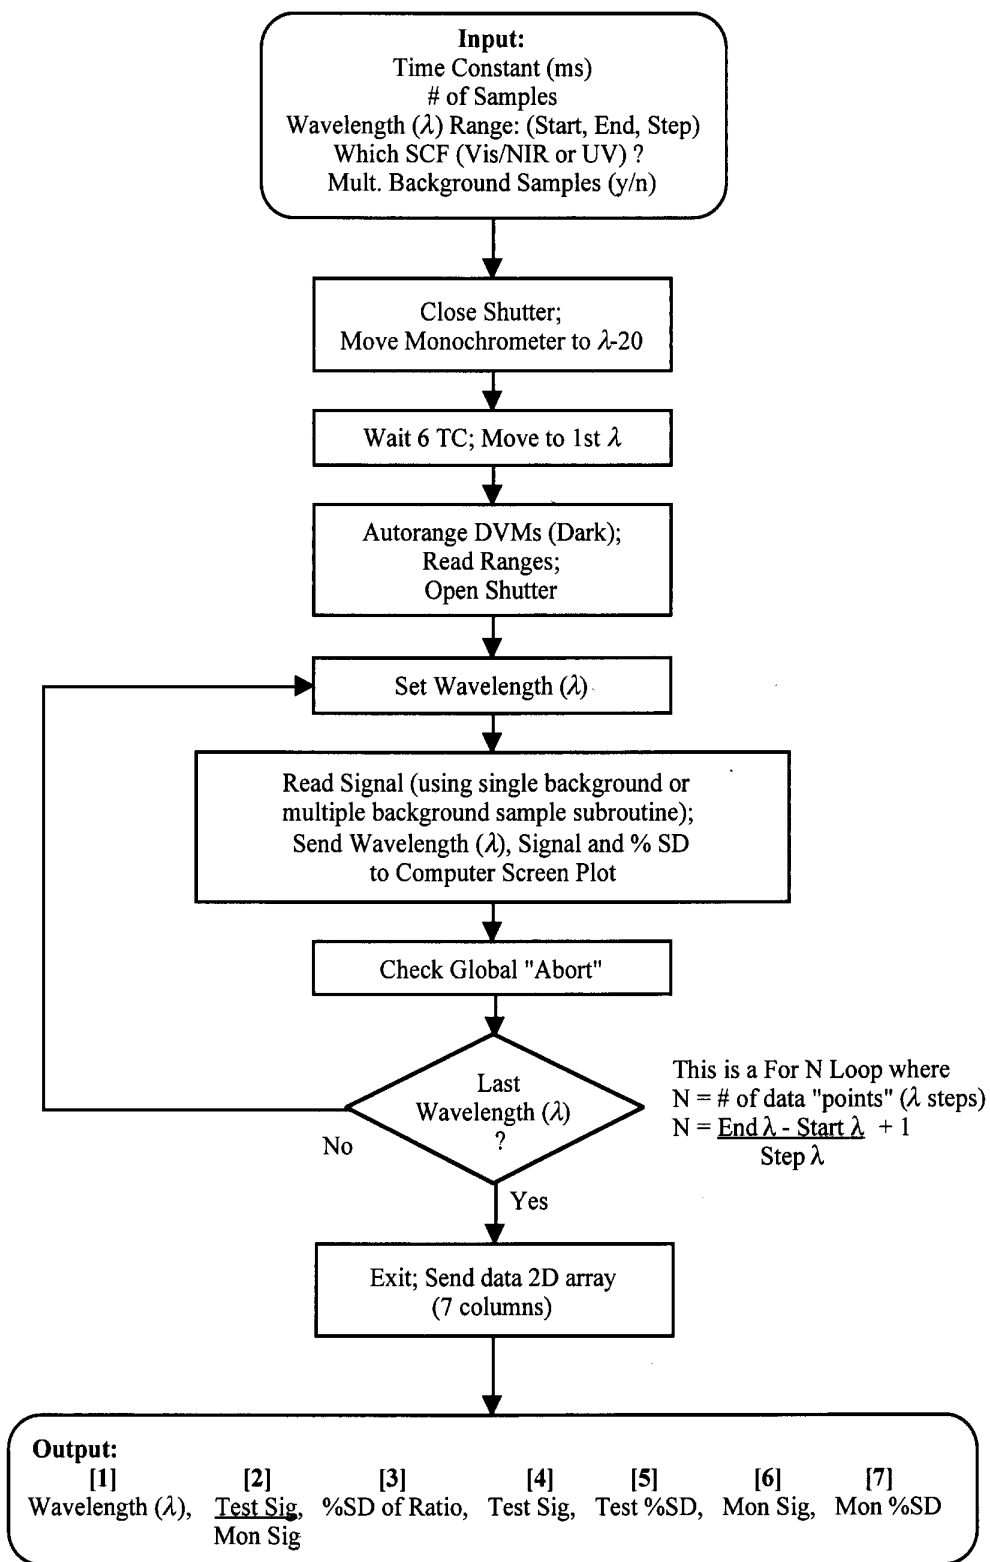 Input:
Time Constant (ms)
# of Samples
Wavelength (λ) Range: (Start, End, Step)
Which SCF (Vis/NIR or UV) ?
Mult. Background Samples (y/n)
Close Shutter;
Move Monochrometer to λ-20
Wait 6 TC; Move to 1st λ
Autorange DVMs (Dark);
Read Ranges;
Open Shutter
Set Wavelength (λ)
Read Signal (using single background or
multiple background sample subroutine);
Send Wavelength (λ), Signal and % SD
to Computer Screen Plot
Check Global "Abort"
Last
Wavelength (λ)
?
No
Yes
This is a For N Loop where
N = # of data "points" (λ steps)
N = End λ - Start λ + 1
Step λ
Exit; Send data 2D array
(7 columns)
Output:
[1] [2] [3] [4] [5] [6] [7]
Wavelength (λ), Test Sig, %SD of Ratio, Test Sig, Test %SD, Mon Sig, Mon %SD
Mon Sig